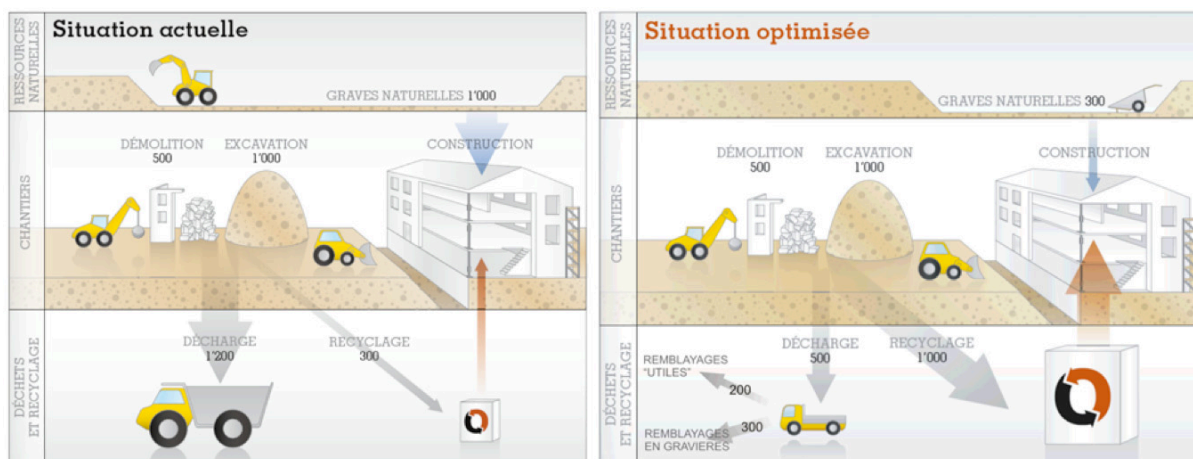 Situation actuelle
RESSOURCES
NATURELLES
GRAVES NATURELLES 1'000
CHANTIERS
DÉMOLITION
500
EXCAVATION
1'000
CONSTRUCTION
DÉCHETS
ET RECYCLAGE
DÉCHARGE
1'200
RECYCLAGE
300
Situation optimisée
RESSOURCES
NATURELLES
GRAVES NATURELLES 300
CHANTIERS
DÉMOLITION
500
EXCAVATION
1'000
CONSTRUCTION
DÉCHETS
ET RECYCLAGE
REMBLAYAGES
"UTILES"
200
DÉCHARGE
500
RECYCLAGE
1'000
REMBLAYAGES
EN GRAVIERES
300